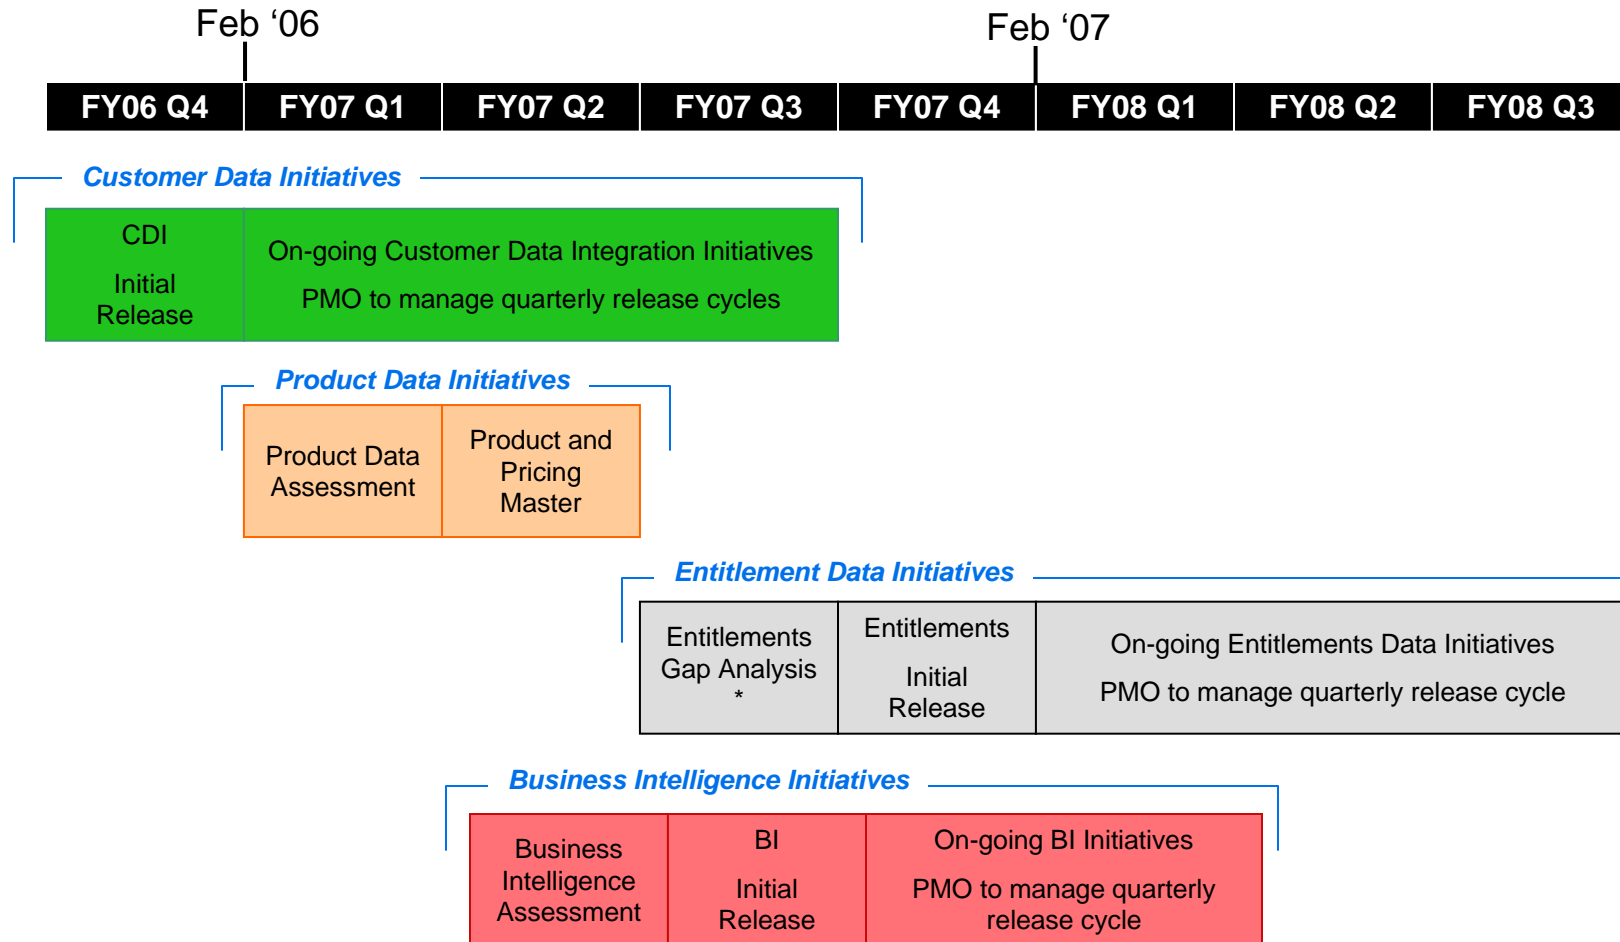 Feb ‘06
Feb ‘07
FY06 Q4
FY07 Q1
FY07 Q2
FY07 Q3
FY07 Q4
FY08 Q1
FY08 Q2
FY08 Q3
Customer Data Initiatives
CDI
Initial
Release
On-going Customer Data Integration Initiatives
PMO to manage quarterly release cycles
Product Data Initiatives
Product Data
Assessment
Product and
Pricing
Master
Entitlement Data Initiatives
Entitlements
Gap Analysis
*
Entitlements
Initial
Release
On-going Entitlements Data Initiatives
PMO to manage quarterly release cycle
Business Intelligence Initiatives
Business
Intelligence
Assessment
BI
Initial
Release
On-going BI Initiatives
PMO to manage quarterly
release cycle